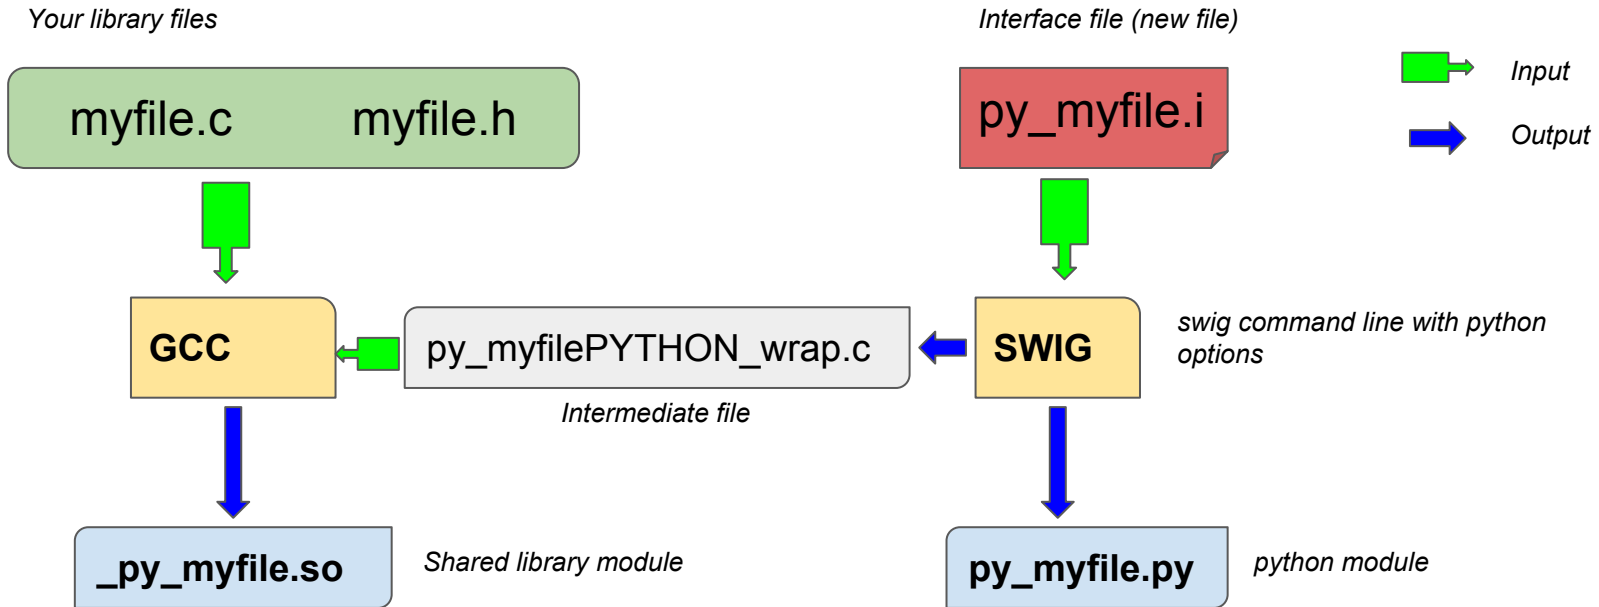 Your library files
Interface file (new file)
myfile.c
myfile.h
py_myfile.i
Input
Output
GCC
py_myfilePYTHON_wrap.c
SWIG
swig command line with python
options
Intermediate file
_py_myfile.so
Shared library module
py_myfile.py
python module